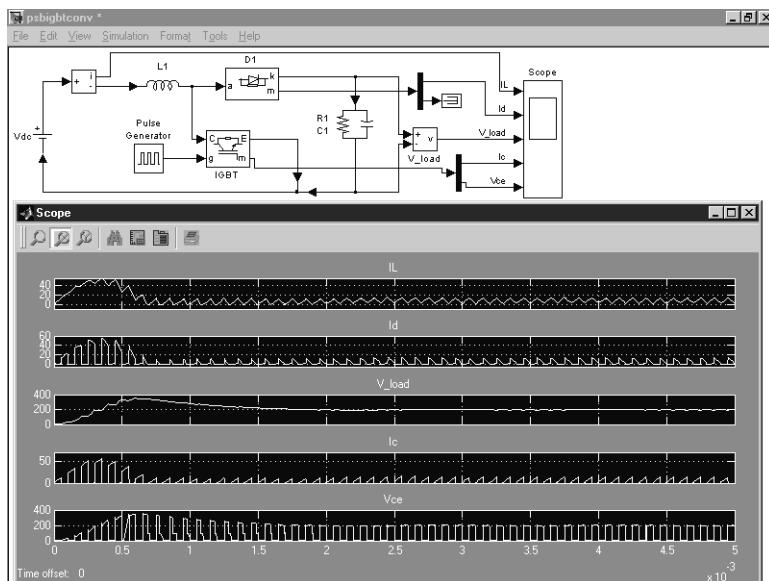 psbigbtconv *
File Edit View Simulation Format Tools Help
L1
D1
Scope
+ i -
a k m
IL
Id
Vdc +
Pulse Generator
R1
C1
+ - v
V_load
V_load
C E
g m
IGBT
Ic
Vce
Scope
IL
40
20
0
Id
60
40
20
0
V_load
400
200
0
Ic
50
0
Vce
400
200
0
0 0.5 1 1.5 2 2.5 3 3.5 4 4.5 5
Time offset: 0
x 10 -3